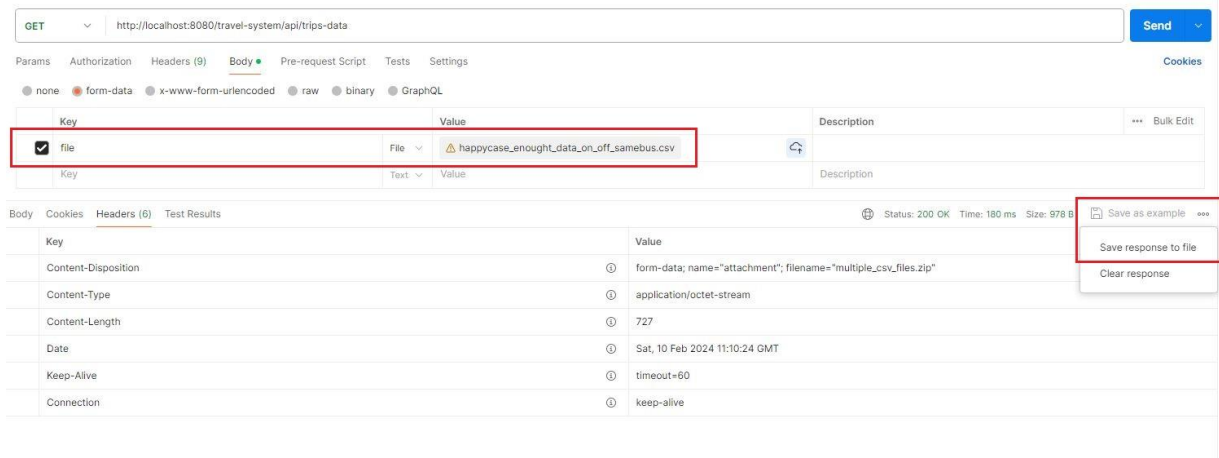 GET http://localhost:8080/travel-system/api/trips-data Send
Params Authorization Headers (9) Body Pre-request Script Tests Settings Cookies
none form-data x-www-form-urlencoded raw binary GraphQL
Key Value Description Bulk Edit
file File happycase_enought_data_on_off_samebus.csv
Key Text Value Description
Body Cookies Headers (6) Test Results Status: 200 OK Time: 180 ms Size: 978 B Save as example
Key Value
Save response to file
Content-Disposition form-data; name="attachment"; filename="multiple_csv_files.zip"
Clear response
Content-Type application/octet-stream
Content-Length 727
Date Sat, 10 Feb 2024 11:10:24 GMT
Keep-Alive timeout=60
Connection keep-alive